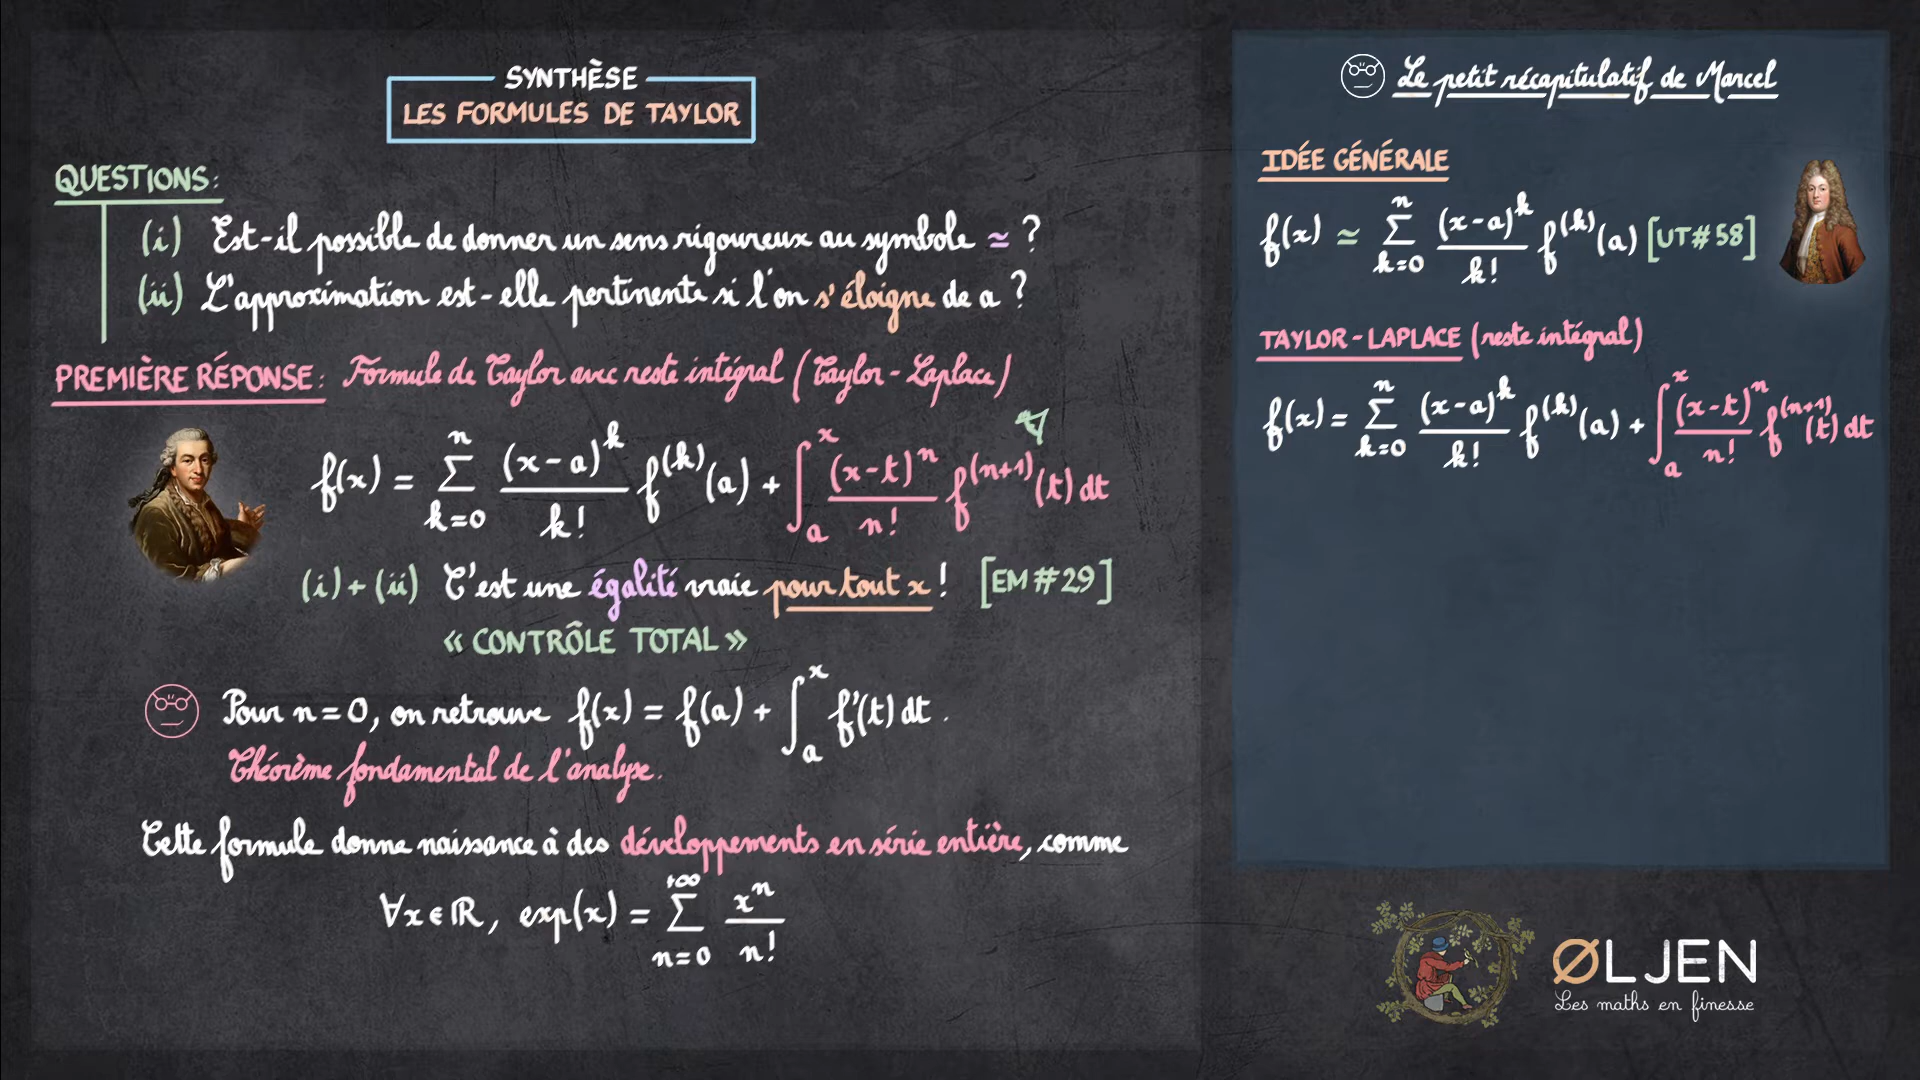 SYNTHÈSE
LES FORMULES DE TAYLOR
QUESTIONS:
(i) Est-il possible de donner un sens rigoureux au symbole ≃ ?
(ii) L'approximation est-elle pertinente si l'on s'éloigne de a ?
PREMIÈRE RÉPONSE: Formule de Taylor avec reste intégral (Taylor-Laplace)
f(x) = ∑_{k=0}^{n} (x-a)^k / k! f^{(k)}(a) + ∫_a^x (x-t)^n / n! f^{(n+1)}(t) dt
(i)+(ii) C'est une égalité vraie pour tout x ! [EM#29]
« CONTRÔLE TOTAL »
Pour n=0, on retrouve f(x) = f(a) + ∫_a^x f'(t) dt .
Théorème fondamental de l'analyse.
Cette formule donne naissance à des développements en série entière, comme
∀x∈ℝ, exp(x) = ∑_{n=0}^{+∞} x^n / n!
Le petit récapitulatif de Marcel
IDÉE GÉNÉRALE
f(x) ≃ ∑_{k=0}^{n} (x-a)^k / k! f^{(k)}(a) [UT#58]
TAYLOR-LAPLACE (reste intégral)
f(x) = ∑_{k=0}^{n} (x-a)^k / k! f^{(k)}(a) + ∫_a^x (x-t)^n / n! f^{(n+1)}(t) dt
ØLJEN
Les maths en finesse